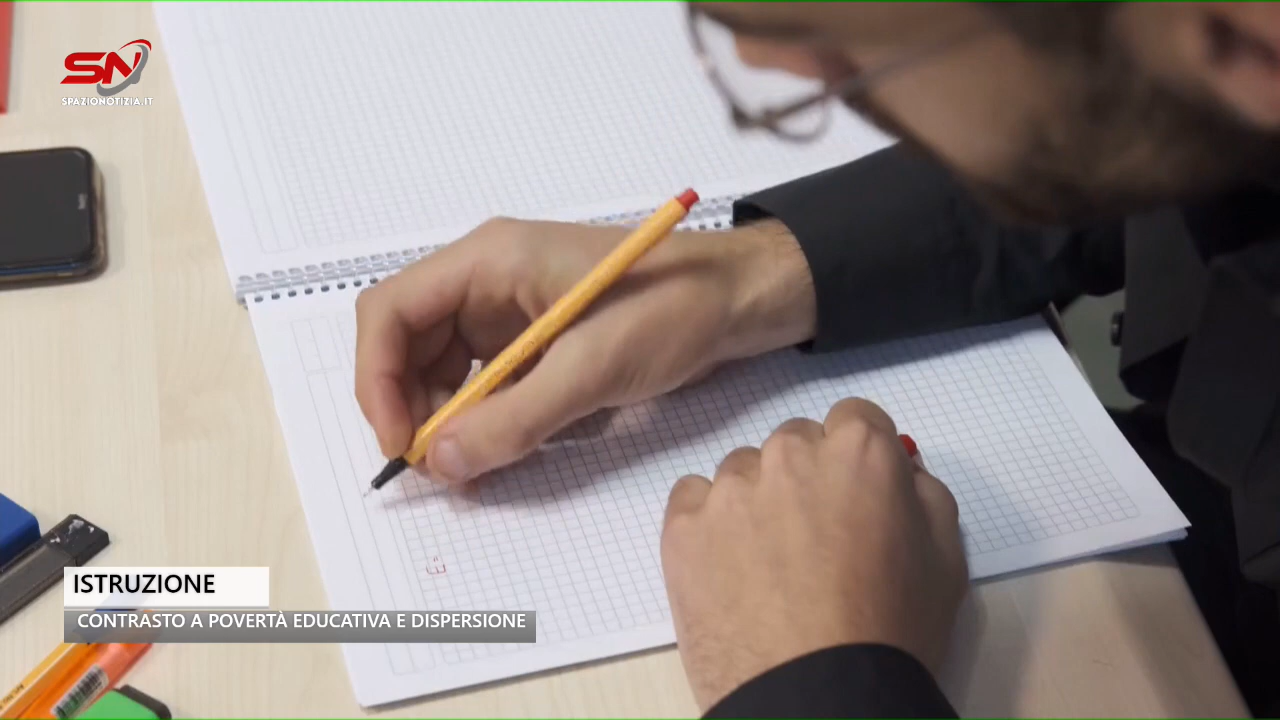 SN
SPAZIONOTIZIA.IT
ISTRUZIONE
CONTRASTO A POVERTÀ EDUCATIVA E DISPERSIONE